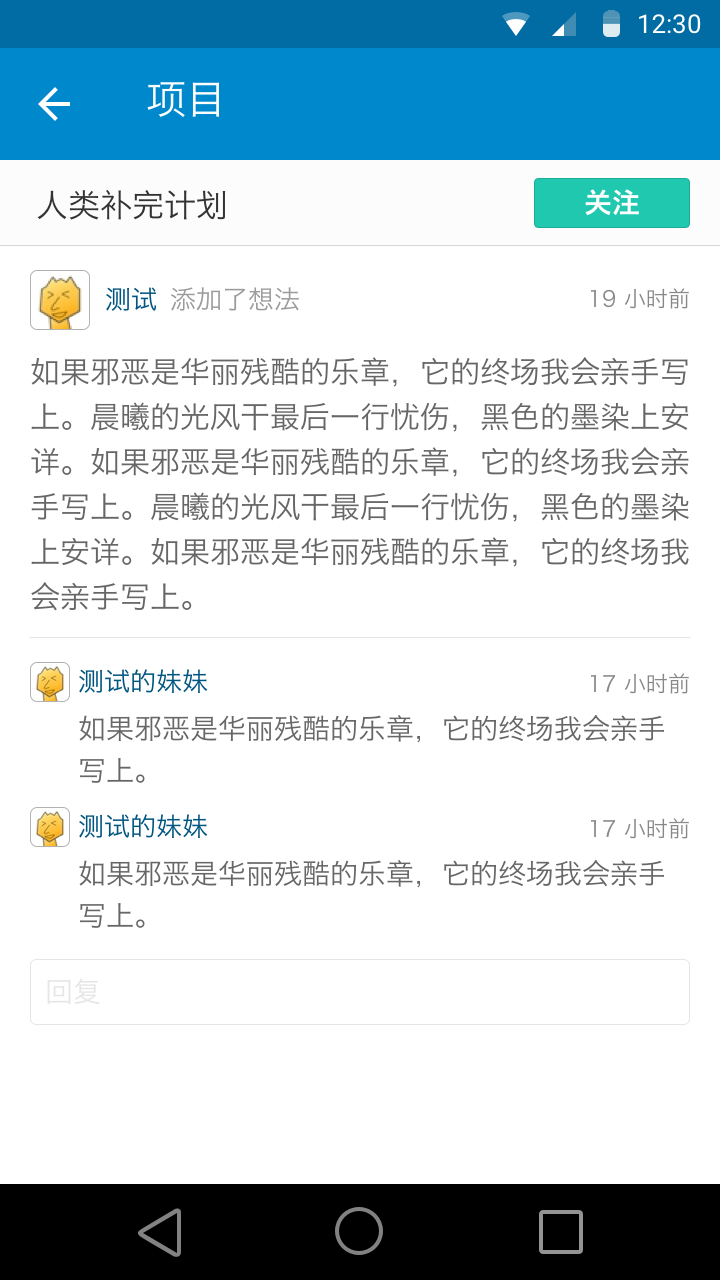 12:30
项目
人类补完计划
关注
测试 添加了想法
19 小时前
如果邪恶是华丽残酷的乐章，它的终场我会亲手写
上。晨曦的光风干最后一行忧伤，黑色的墨染上安
详。如果邪恶是华丽残酷的乐章，它的终场我会亲
手写上。晨曦的光风干最后一行忧伤，黑色的墨染
上安详。如果邪恶是华丽残酷的乐章，它的终场我
会亲手写上。
测试的妹妹
17 小时前
如果邪恶是华丽残酷的乐章，它的终场我会亲手
写上。
测试的妹妹
17 小时前
如果邪恶是华丽残酷的乐章，它的终场我会亲手
写上。
回复